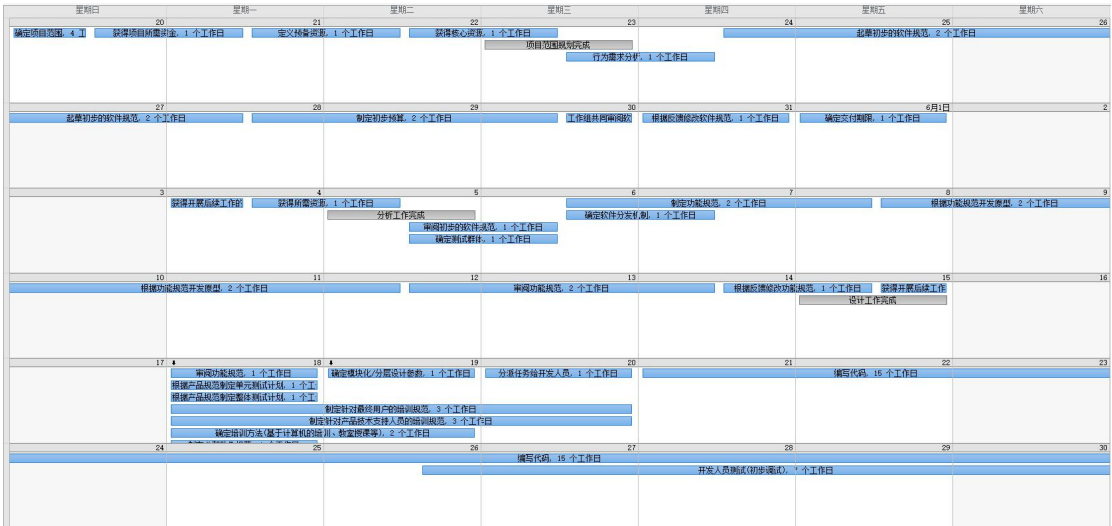 星期日 星期一 星期二 星期三 星期四 星期五 星期六
20 21 22 23 24 25 26
确定项目范围, 4 工 获得项目所需资金, 1 个工作日 定义预备资源, 1 个工作日 获得核心资源, 1 个工作日 起草初步的软件规范, 2 个工作日
项目范围规划完成
行为需求分析, 1 个工作日
27 28 29 30 31 6月1日 2
起草初步的软件规范, 2 个工作日 制定初步预算, 2 个工作日 工作组共同审阅软 根据反馈修改软件规范, 1 个工作日 确定交付期限, 1 个工作日
3 4 5 6 7 8 9
获得开展后续工作的 获得所需资源, 1 个工作日 制定功能规范, 2 个工作日 根据功能规范开发原型, 2 个工作日
分析工作完成 确定软件分发机制, 1 个工作日
审阅初步的软件规范, 1 个工作日
确定测试群体, 1 个工作日
10 11 12 13 14 15 16
根据功能规范开发原型, 2 个工作日 审阅功能规范, 2 个工作日 根据反馈修改功能规范, 1 个工作日 获得开展后续工作
设计工作完成
17 18 19 20 21 22 23
审阅功能规范, 1 个工作日 确定模块化/分层设计参数, 1 个工作日 分派任务给开发人员, 1 个工作日 编写代码, 15 个工作日
根据产品规范制定单元测试计划, 1 个工
根据产品规范制定整体测试计划, 1 个工
制定针对最终用户的培训规范, 3 个工作日
制定针对产品技术支持人员的培训规范, 3 个工作日
确定培训方法(基于计算机的培训、教室授课等), 2 个工作日
24 25 26 27 28 29 30
编写代码, 15 个工作日
开发人员测试(初步调试), 个工作日